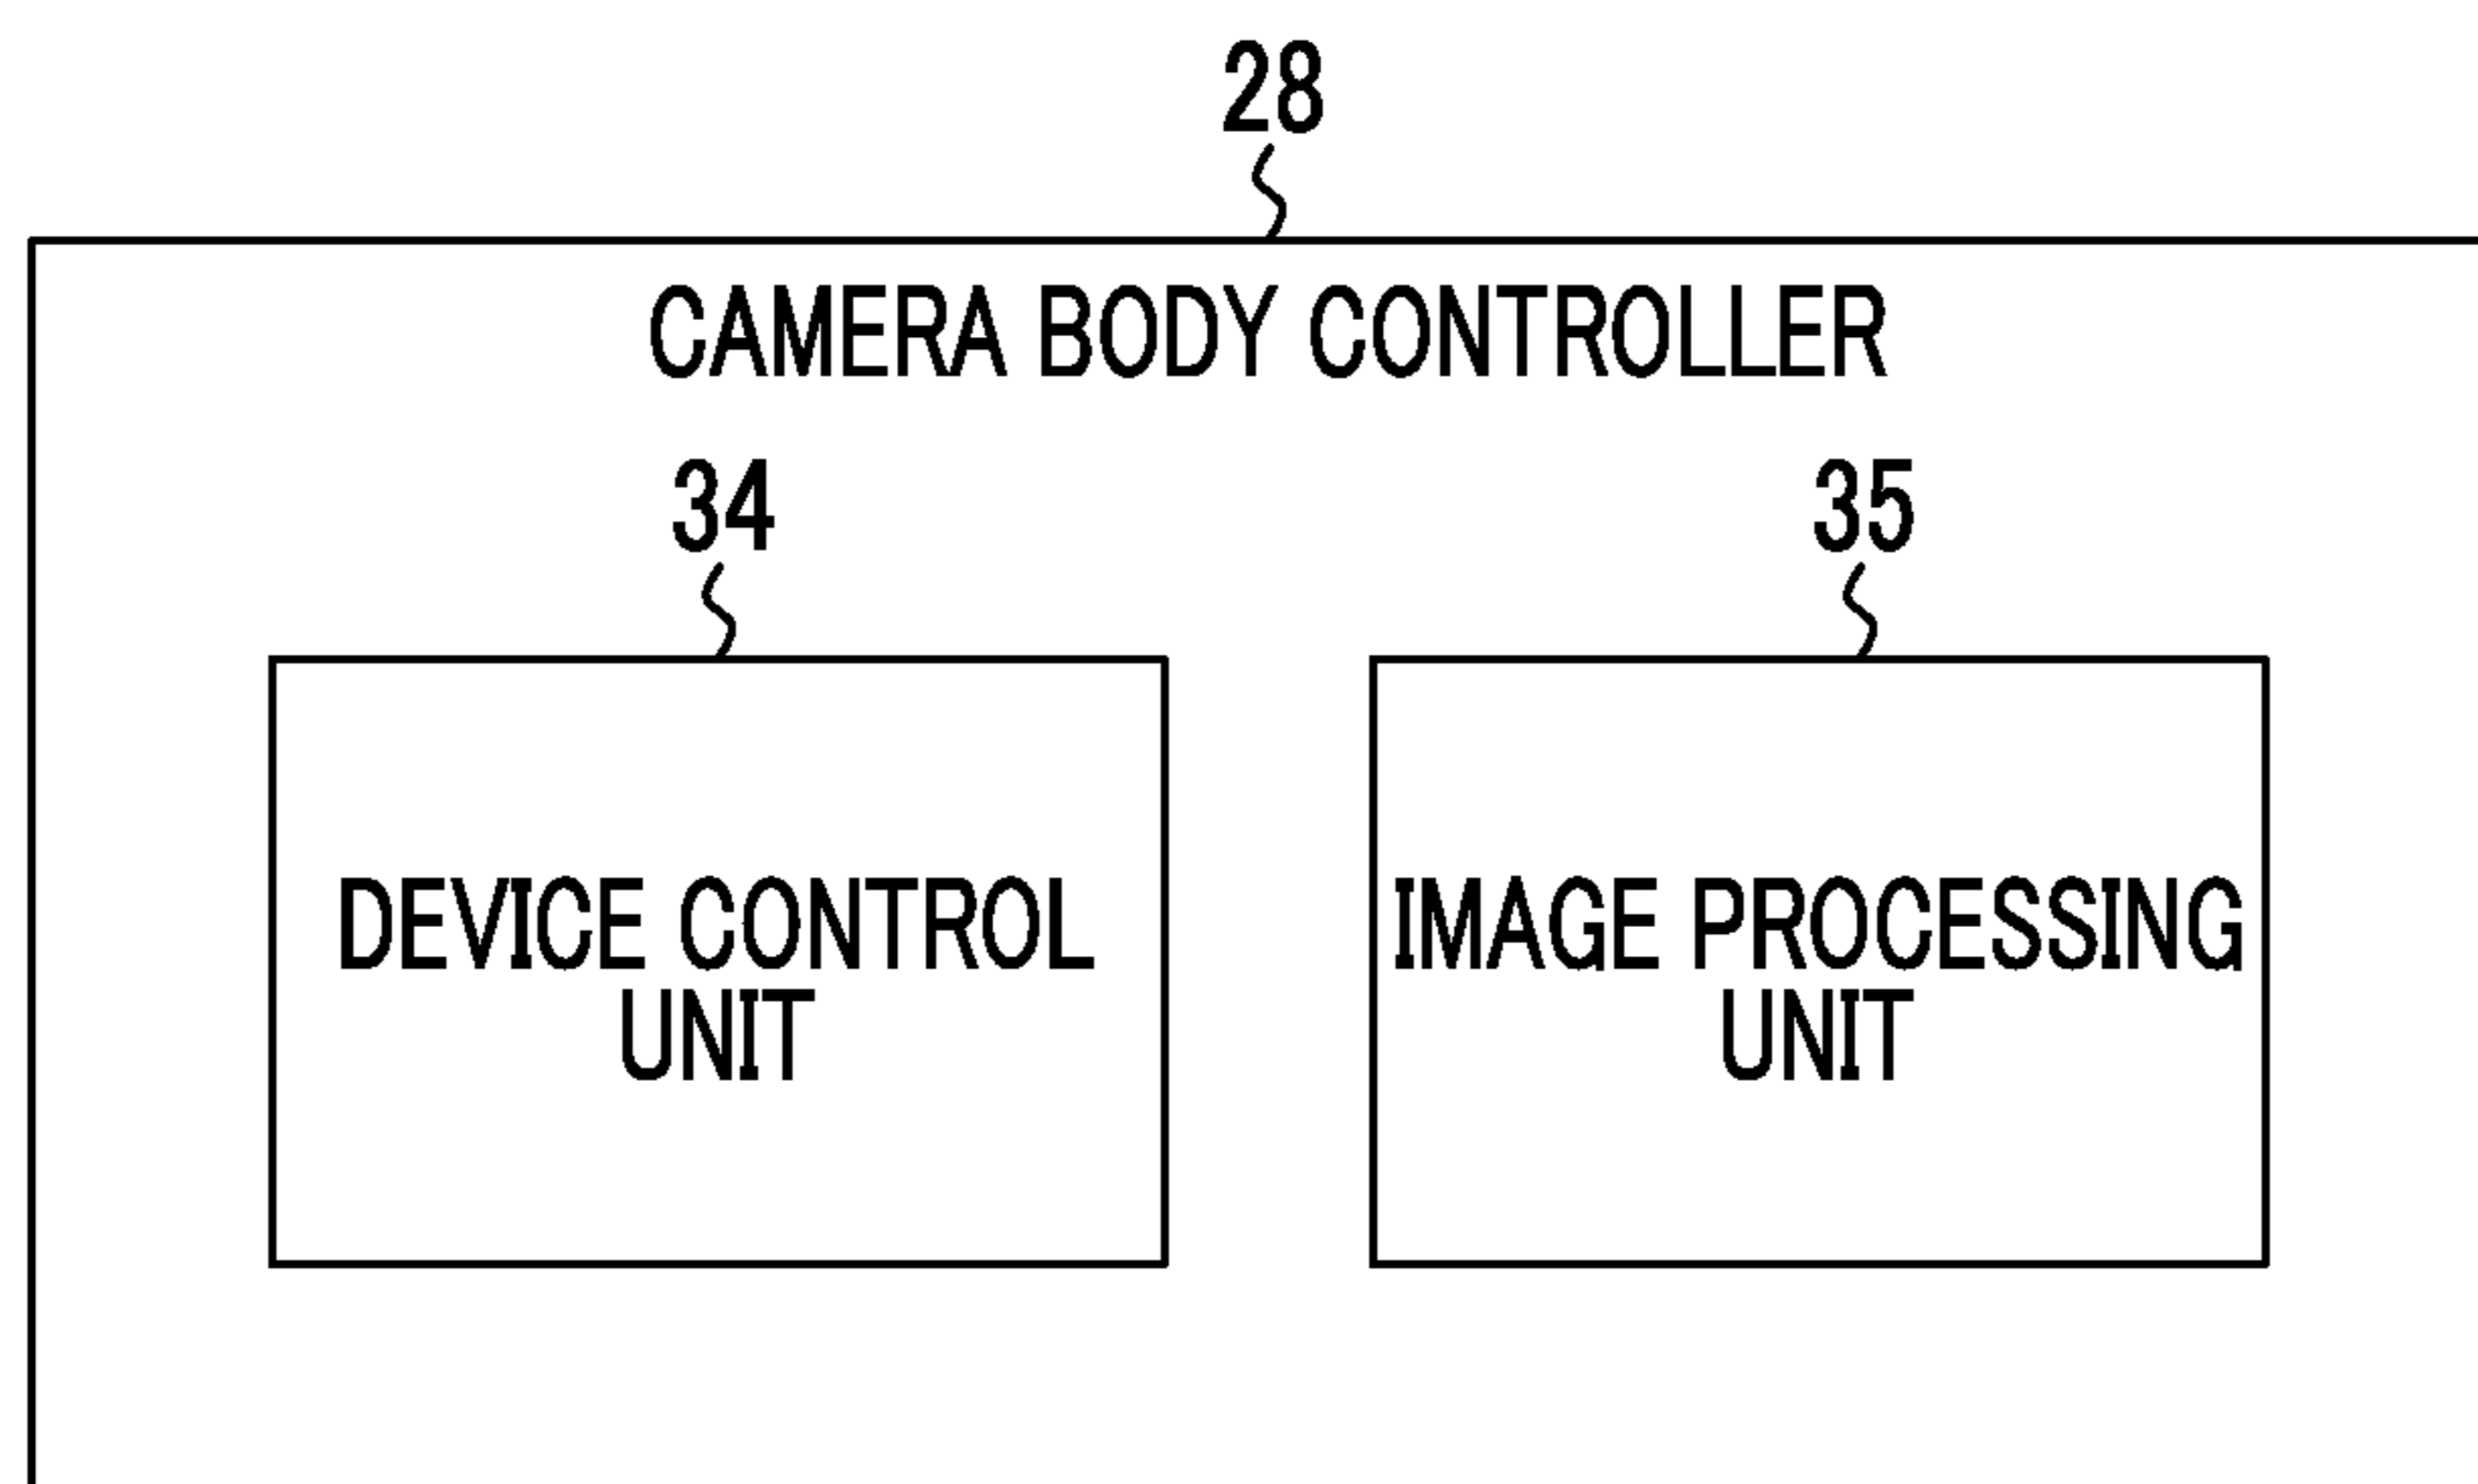 28
CAMERA BODY CONTROLLER
34
35
DEVICE CONTROL
UNIT
IMAGE PROCESSING
UNIT